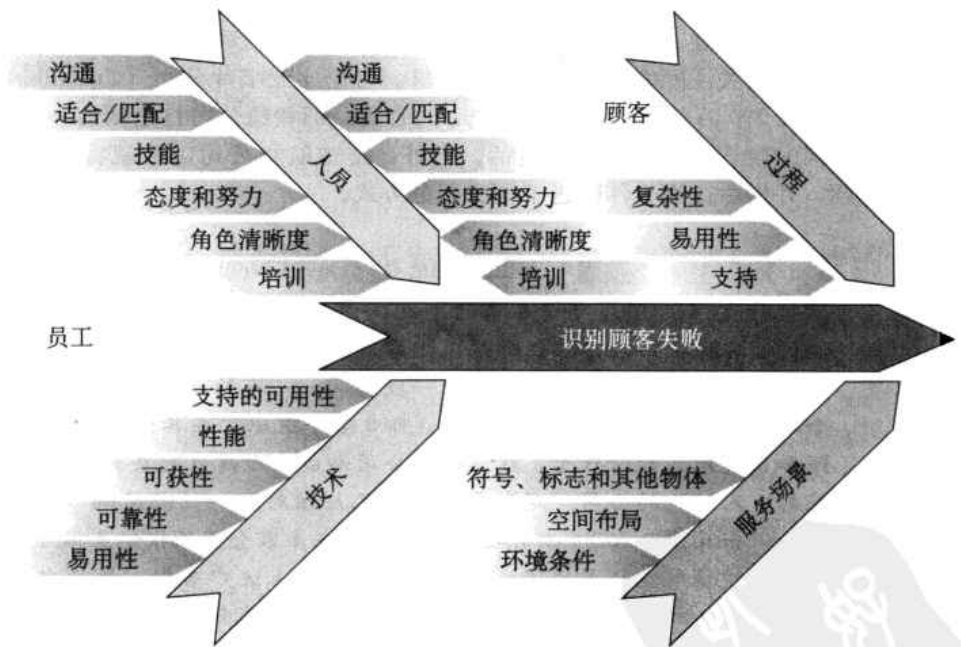 沟通
适合/匹配
技能
态度和努力
角色清晰度
培训
人员
沟通
适合/匹配
技能
态度和努力
角色清晰度
培训
顾客
复杂性
易用性
支持
过程
员工
识别顾客失败
支持的可用性
性能
可获性
可靠性
易用性
技术
符号、标志和其他物体
空间布局
环境条件
服务场景